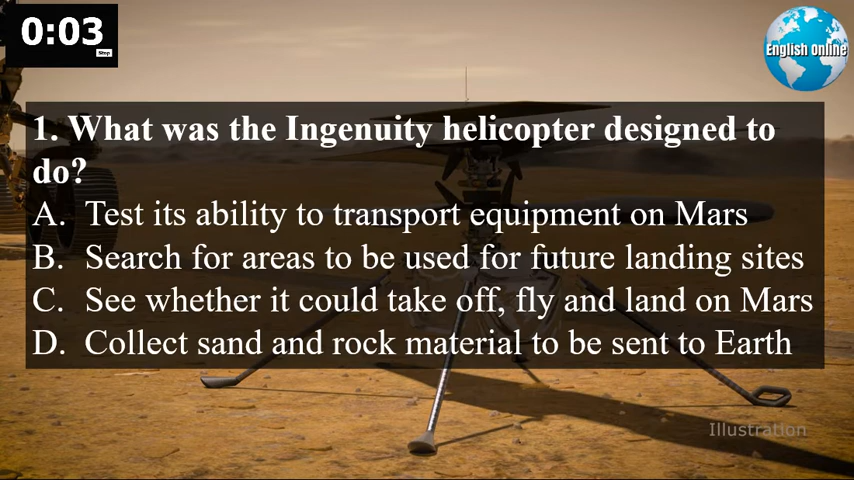 0:03
Stop
English Online
1. What was the Ingenuity helicopter designed to
do?
A. Test its ability to transport equipment on Mars
B. Search for areas to be used for future landing sites
C. See whether it could take off, fly and land on Mars
D. Collect sand and rock material to be sent to Earth
Illustration